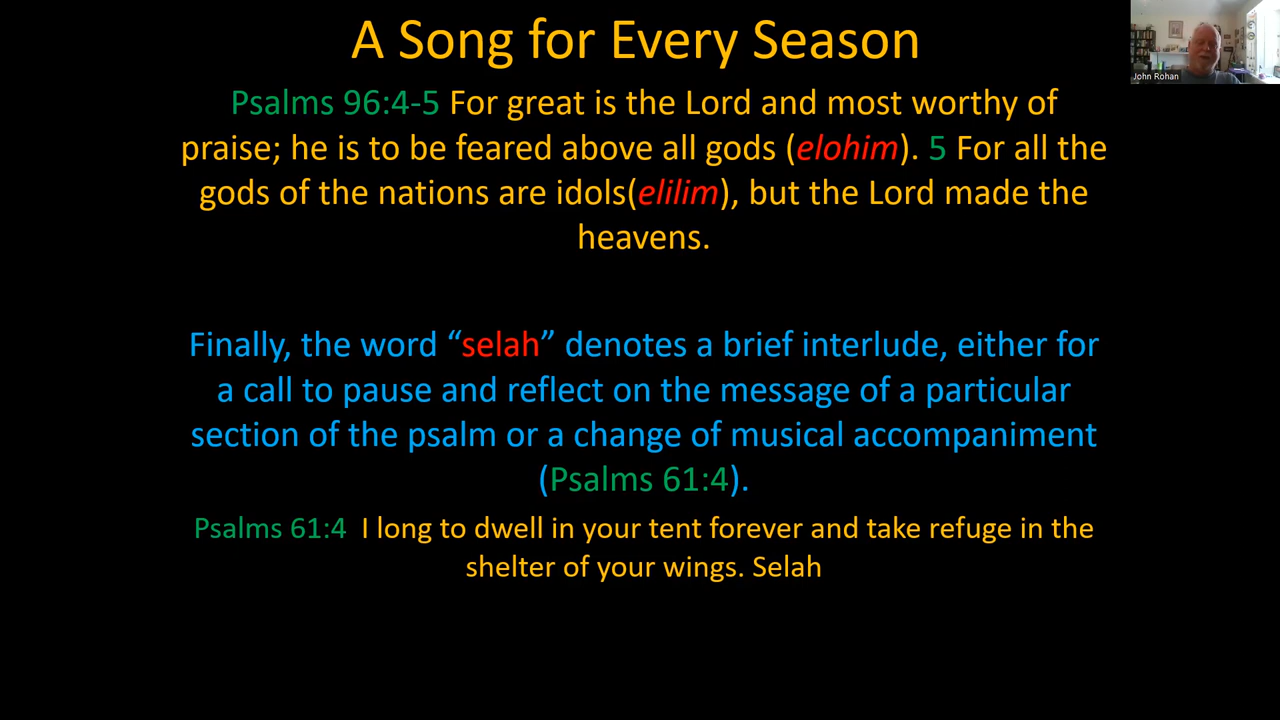 A Song for Every Season
John Rohan
Psalms 96:4-5 For great is the Lord and most worthy of
praise; he is to be feared above all gods (elohim). 5 For all the
gods of the nations are idols(elilim), but the Lord made the
heavens.
Finally, the word “selah” denotes a brief interlude, either for
a call to pause and reflect on the message of a particular
section of the psalm or a change of musical accompaniment
(Psalms 61:4).
Psalms 61:4  I long to dwell in your tent forever and take refuge in the
shelter of your wings. Selah